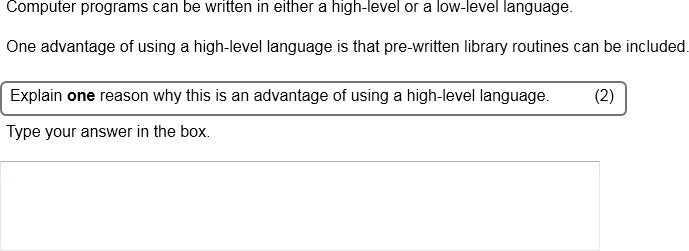 Computer programs can be written in either a high-level or a low-level language.
One advantage of using a high-level language is that pre-written library routines can be included.
Explain one reason why this is an advantage of using a high-level language. (2)
Type your answer in the box.